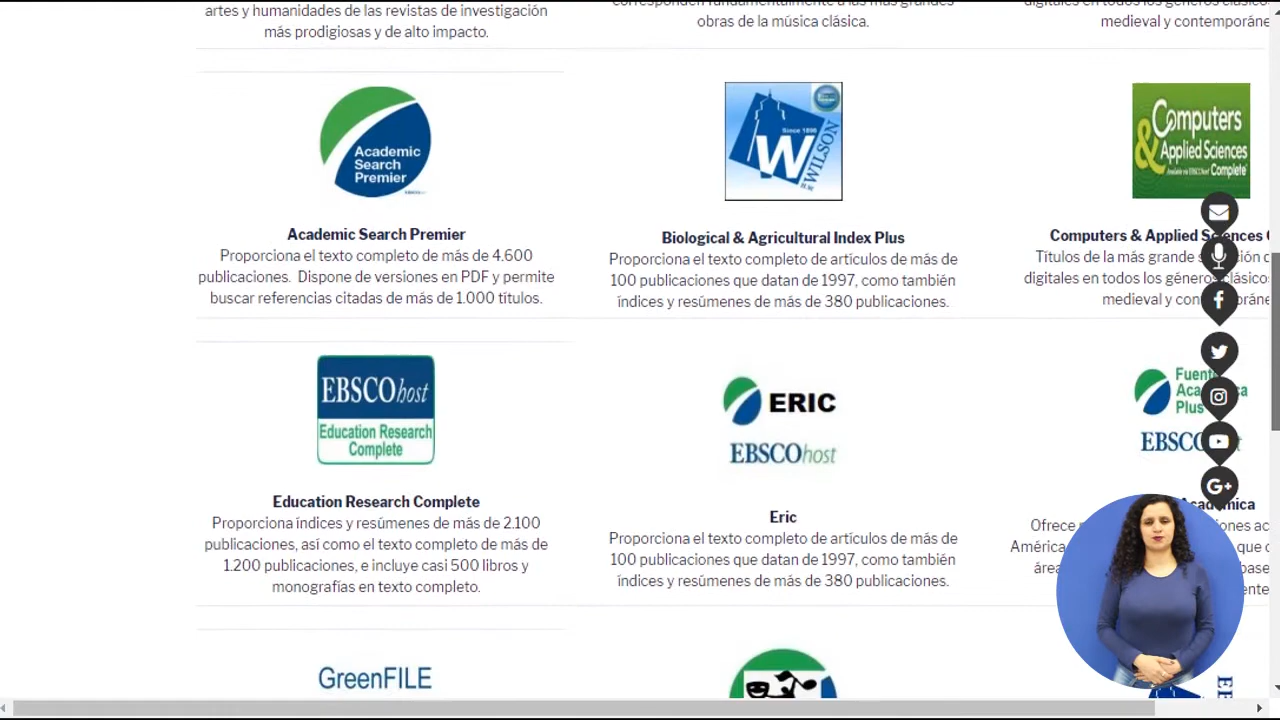 artes y humanidades de las revistas de investigación
más prodigiosas y de alto impacto.
corresponden fundamentalmente a las más grandes
obras de la música clásica.
digitales en todos los géneros
medieval y
Academic
Search
Premier
Academic Search Premier
Proporciona el texto completo de más de 4.600
publicaciones. Dispone de versiones en PDF y permite
buscar referencias citadas de más de 1.000 títulos.
Since 1898
W
H.W.
WILSON
Biological & Agricultural Index Plus
Proporciona el texto completo de artículos de más de
100 publicaciones que datan de 1997, como también
índices y resúmenes de más de 380 publicaciones.
Computers
& Applied Sciences
Complete
Computers & Applied Sciences
Títulos de la más grande
digitales en todos los géneros
medieval y
EBSCOhost
Education Research
Complete
Education Research Complete
Proporciona índices y resúmenes de más de 2.100
publicaciones, así como el texto completo de más de
1.200 publicaciones, e incluye casi 500 libros y
monografías en texto completo.
ERIC
EBSCOhost
Eric
Proporciona el texto completo de artículos de más de
100 publicaciones que datan de 1997, como también
índices y resúmenes de más de 380 publicaciones.
Plus
Ofrece
G+
GreenFILE